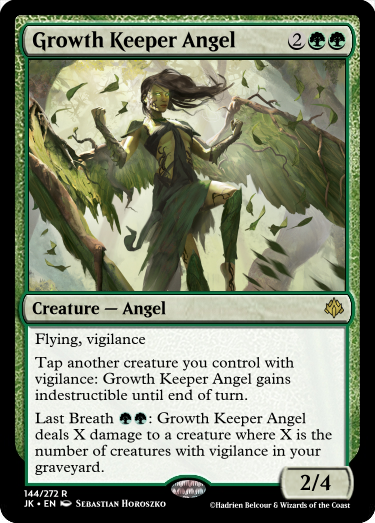 Growth Keeper Angel 2
Creature — Angel
Flying, vigilance
Tap another creature you control with
vigilance: Growth Keeper Angel gains
indestructible until end of turn.
Last Breath : Growth Keeper Angel
deals X damage to a creature where X is the
number of creatures with vigilance in your
graveyard.
2/4
144/272 R
JK • EN Sebastian Horoszko
©Hadrien Belcour & Wizards of the Coast